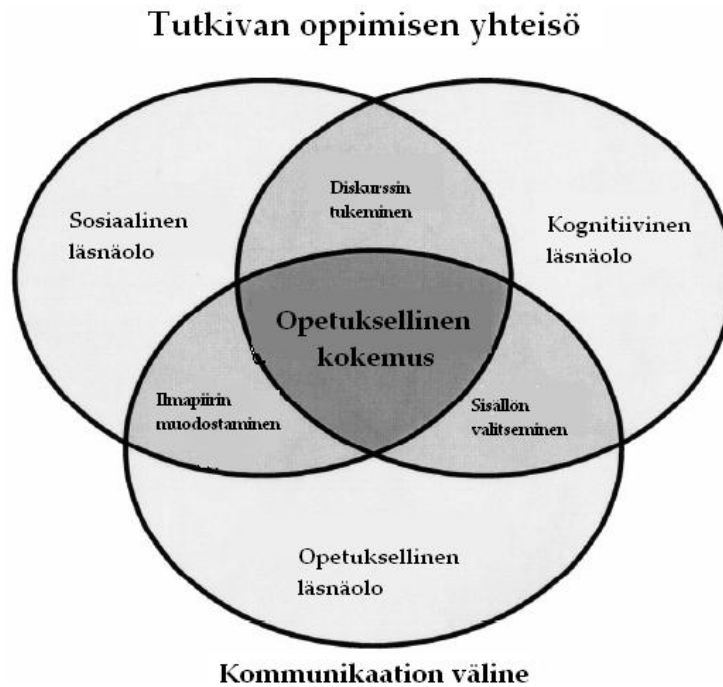 Tutkivan oppimisen yhteisö
Diskurssin
tukeminen
Sosiaalinen
läsnäolo
Kognitiivinen
läsnäolo
Opetuksellinen
kokemus
Ilmapiirin
muodostaminen
Sisällön
valitseminen
Opetuksellinen
läsnäolo
Kommunikaation väline